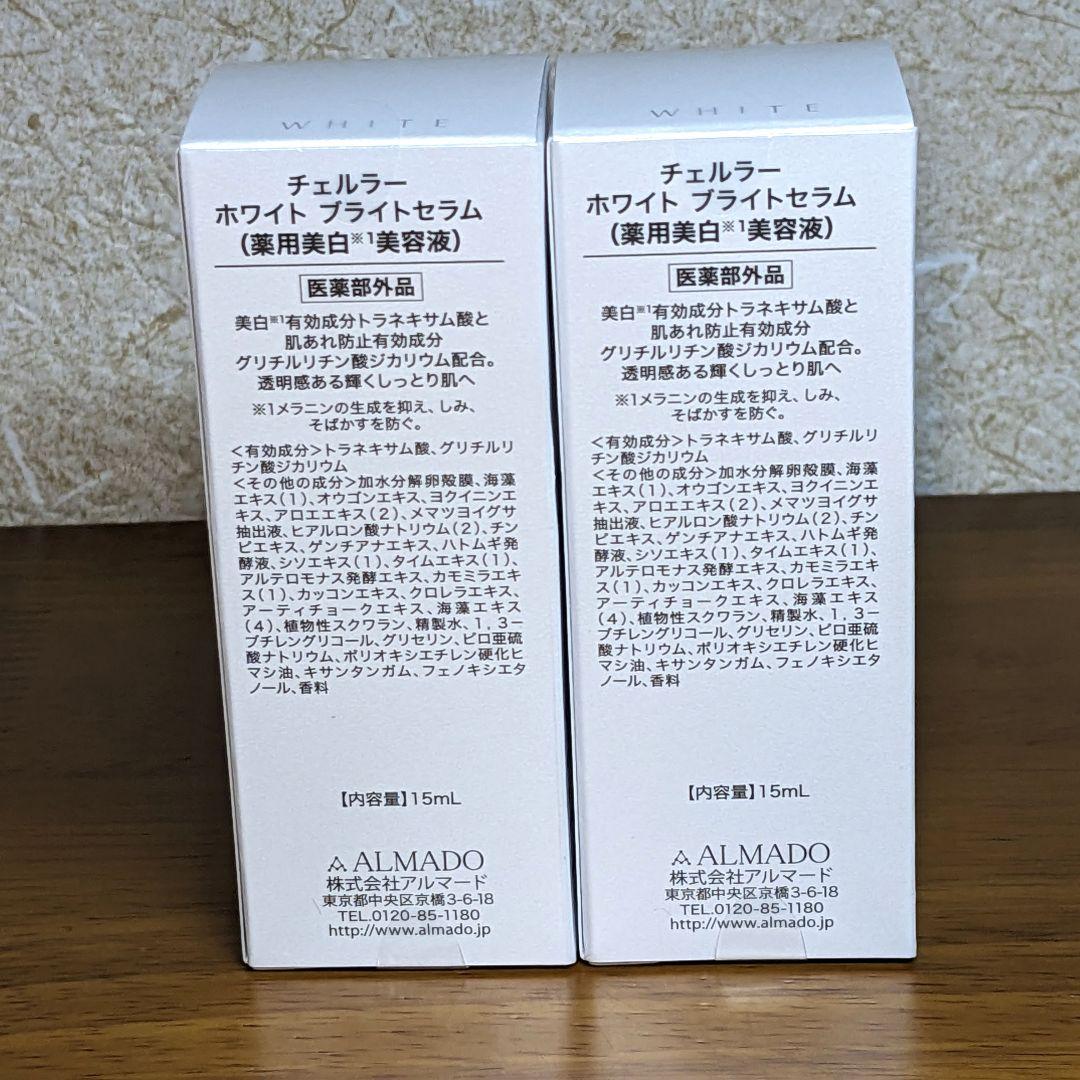 WHITE
チェルラー
ホワイト ブライトセラム
(薬用美白※1美容液)
医薬部外品
美白※1有効成分トラネキサム酸と
肌あれ防止有効成分
グリチルリチン酸ジカリウム配合。
透明感ある輝くしっとり肌へ
※1メラニンの生成を抑え、しみ、
そばかすを防ぐ。
<有効成分>トラネキサム酸、グリチルリ
チン酸ジカリウム
<その他の成分>加水分解卵殻膜、海藻
エキス(1)、オウゴンエキス、ヨクイニンエ
キス、アロエエキス(2)、メマツヨイグサ
抽出液、ヒアルロン酸ナトリウム(2)、チン
ピエキス、ゲンチアナエキス、ハトムギ発
酵液、シソエキス(1)、タイムエキス(1)、
アルテロモナス発酵エキス、カモミラエキ
ス(1)、カッコンエキス、クロレラエキス、
アーティチョークエキス、海藻エキス
(4)、植物性スクワラン、精製水、1,3-
ブチレングリコール、グリセリン、ピロ亜硫
酸ナトリウム、ポリオキシエチレン硬化ヒ
マシ油、キサンタンガム、フェノキシエタ
ノール、香料
【内容量】15mL
ALMADO
株式会社アルマード
東京都中央区京橋3-6-18
TEL.0120-85-1180
http://www.almado.jp
WHITE
チェルラー
ホワイト ブライトセラム
(薬用美白※1美容液)
医薬部外品
美白※1有効成分トラネキサム酸と
肌あれ防止有効成分
グリチルリチン酸ジカリウム配合。
透明感ある輝くしっとり肌へ
※1メラニンの生成を抑え、しみ、
そばかすを防ぐ。
<有効成分>トラネキサム酸、グリチルリ
チン酸ジカリウム
<その他の成分>加水分解卵殻膜、海藻
エキス(1)、オウゴンエキス、ヨクイニンエ
キス、アロエエキス(2)、メマツヨイグサ
抽出液、ヒアルロン酸ナトリウム(2)、チン
ピエキス、ゲンチアナエキス、ハトムギ発
酵液、シソエキス(1)、タイムエキス(1)、
アルテロモナス発酵エキス、カモミラエキ
ス(1)、カッコンエキス、クロレラエキス、
アーティチョークエキス、海藻エキス
(4)、植物性スクワラン、精製水、1,3-
ブチレングリコール、グリセリン、ピロ亜硫
酸ナトリウム、ポリオキシエチレン硬化ヒ
マシ油、キサンタンガム、フェノキシエタ
ノール、香料
【内容量】15mL
ALMADO
株式会社アルマード
東京都中央区京橋3-6-18
TEL.0120-85-1180
http://www.almado.jp